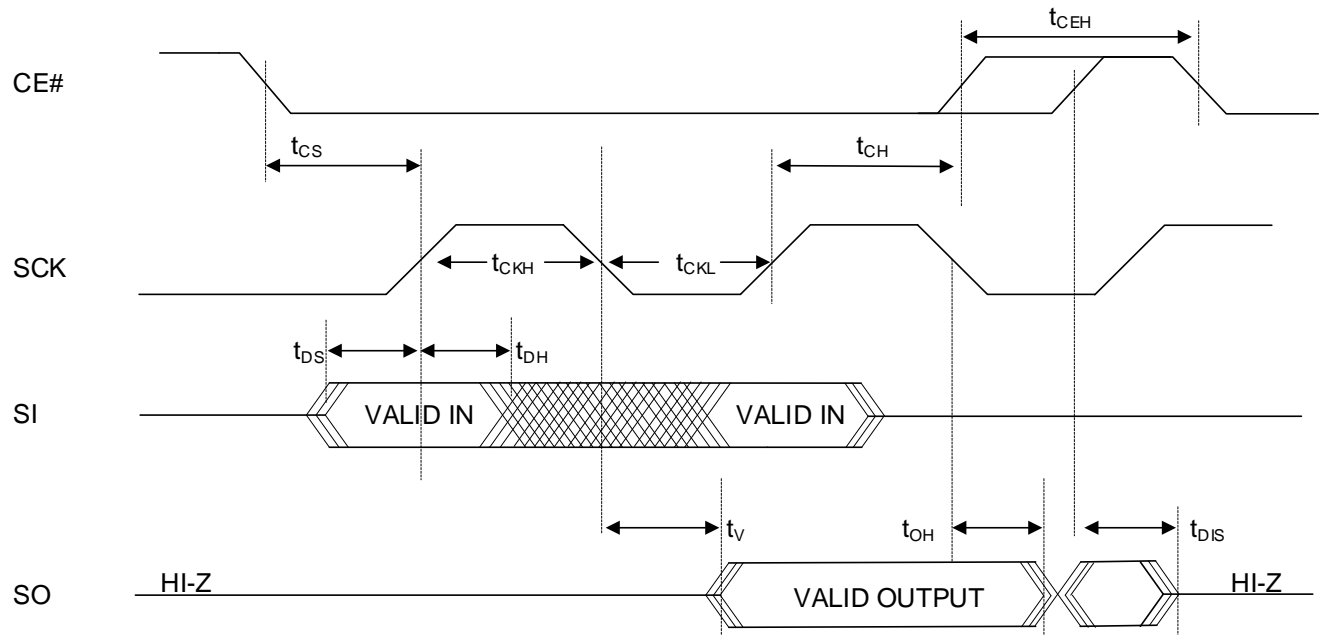 tCEH
CE#
tCS
tCH
SCK
tCKH
tCKL
tDS
tDH
SI
VALID IN
VALID IN
tV
tOH
tDIS
SO
HI-Z
VALID OUTPUT
HI-Z